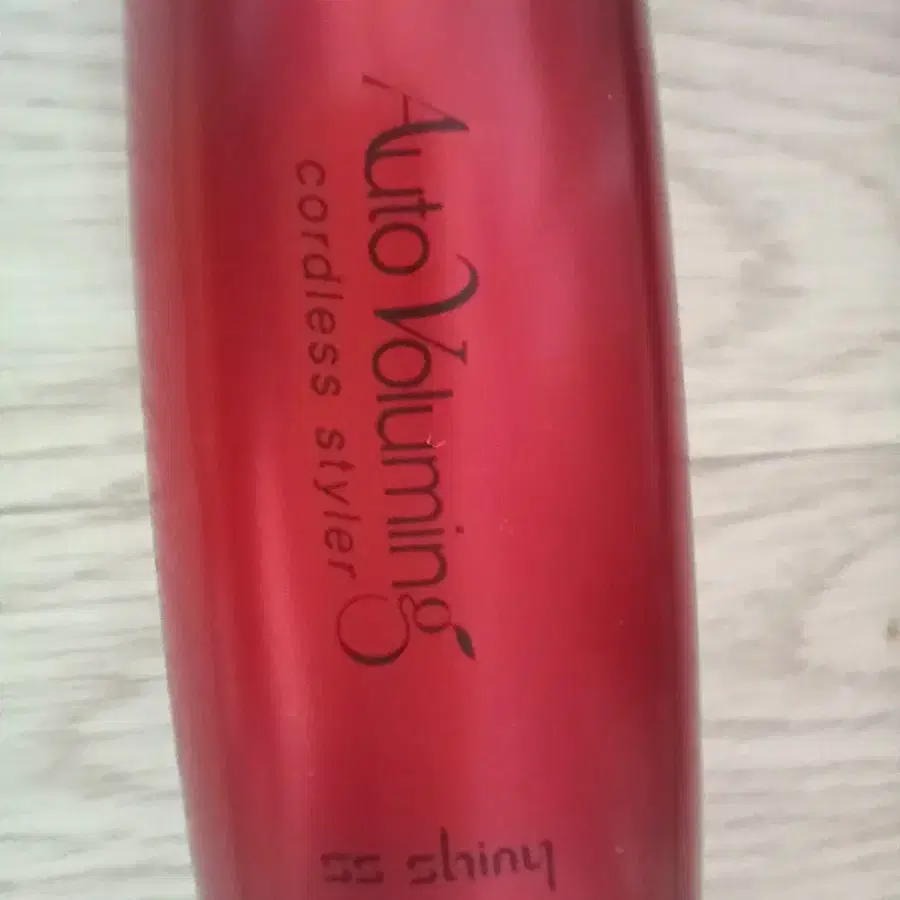 Auto Voluming
cordless styler